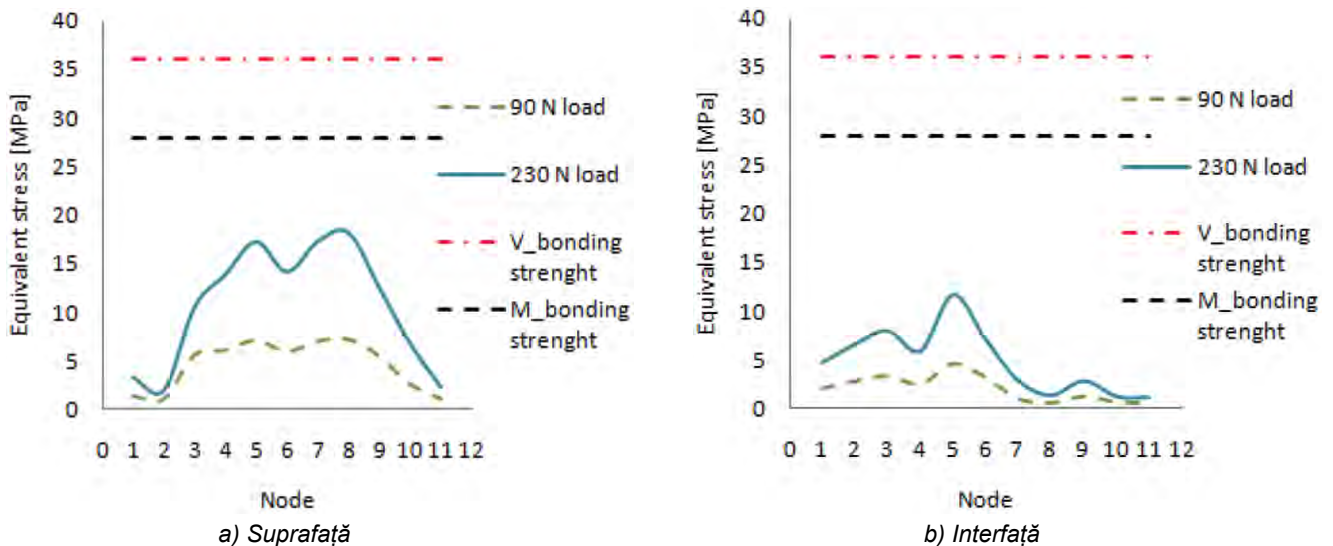 40
35
30
25
20
15
10
5
0
Equivalent stress [MPa]
0 1 2 3 4 5 6 7 8 9 10 11 12
Node
90 N load
230 N load
V_bonding
strenght
M_bonding
strenght
a) Suprafață
40
35
30
25
20
15
10
5
0
Equivalent stress [MPa]
0 1 2 3 4 5 6 7 8 9 10 11 12
Node
90 N load
230 N load
V_bonding
strenght
M_bonding
strenght
b) Interfață